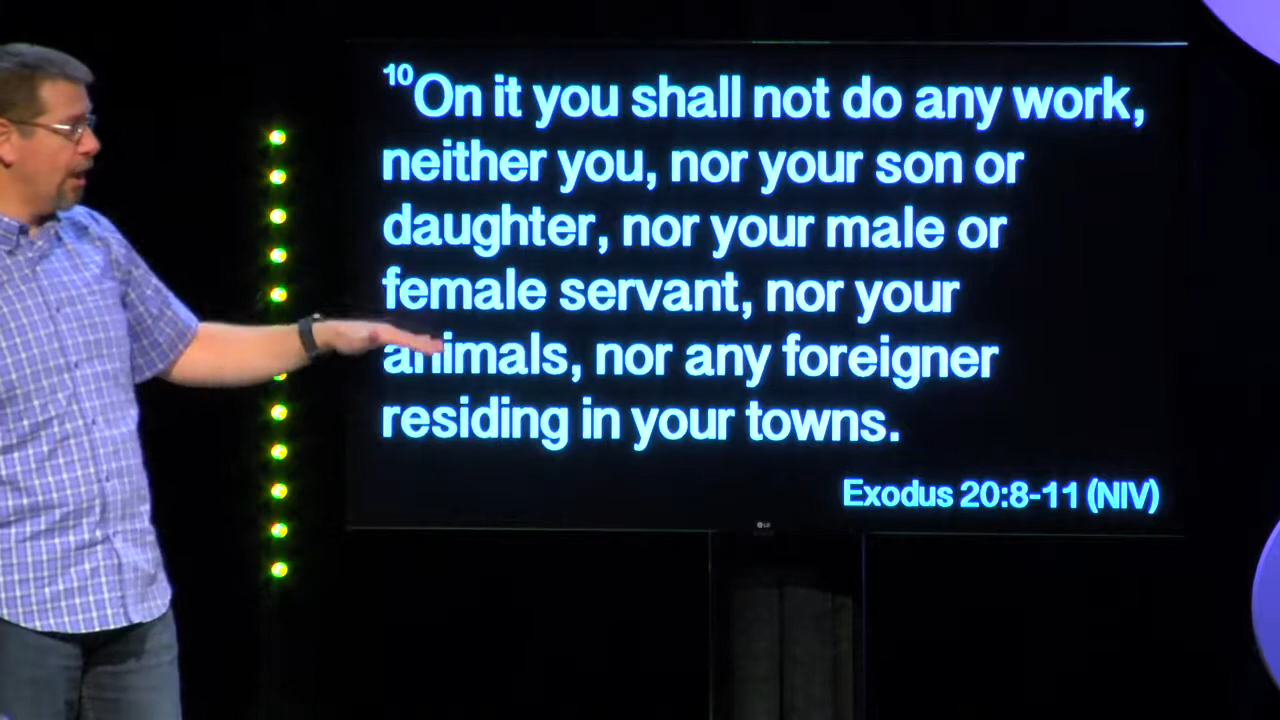 10On it you shall not do any work,
neither you, nor your son or
daughter, nor your male or
female servant, nor your
animals, nor any foreigner
residing in your towns.
Exodus 20:8-11 (NIV)
LG